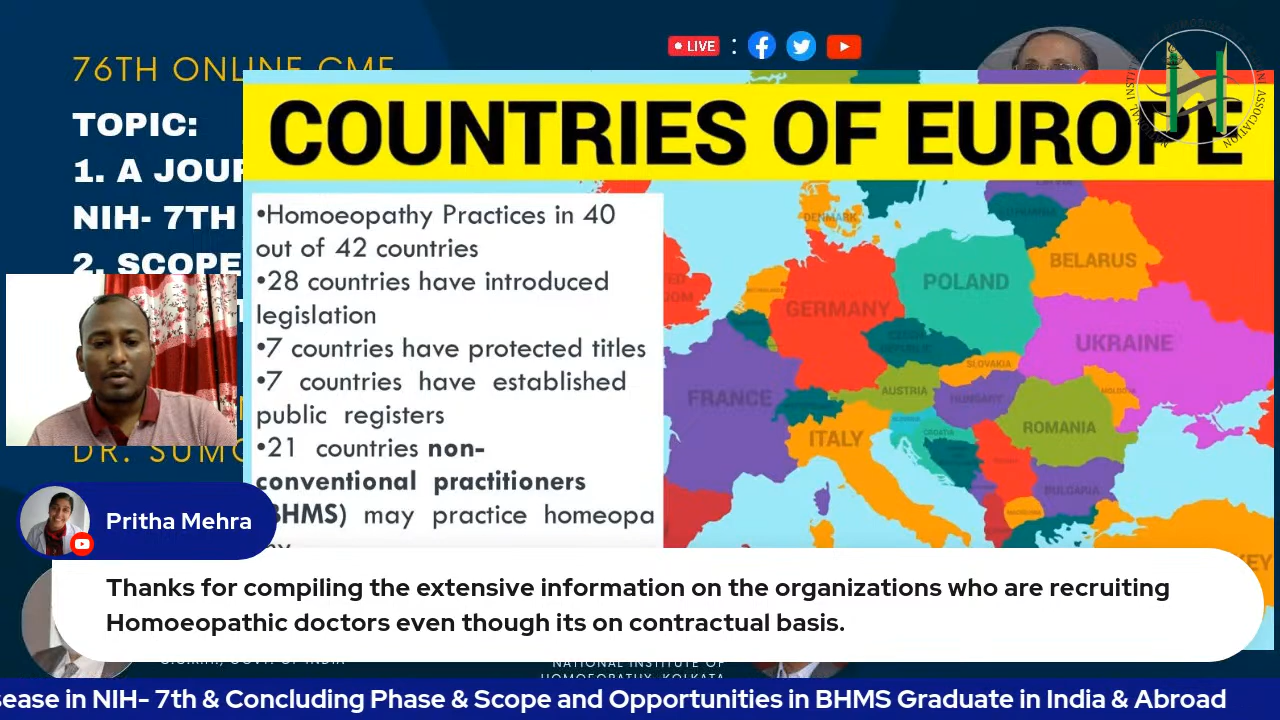 76TH ONLINE CME
LIVE :
TOPIC:
1. A JOUR
NIH- 7TH
2. SCOPE
DR. SUMO
COUNTRIES OF EUROPE
•Homoeopathy Practices in 40
out of 42 countries
•28 countries have introduced
legislation
•7 countries have protected titles
•7 countries have established
public registers
•21 countries non-
conventional practitioners
BHMS) may practice homeopa
DENMARK
POLAND
BELARUS
GERMANY
UKRAINE
SLOVAKIA
FRANCE
AUSTRIA
HUNGARY
MOLDOVA
ITALY
CROATIA
ROMANIA
BULGARIA
KEY
Pritha Mehra
Thanks for compiling the extensive information on the organizations who are recruiting
Homoeopathic doctors even though its on contractual basis.
NATIONAL INSTITUTE OF
sease in NIH- 7th & Concluding Phase & Scope and Opportunities in BHMS Graduate in India & Abroad